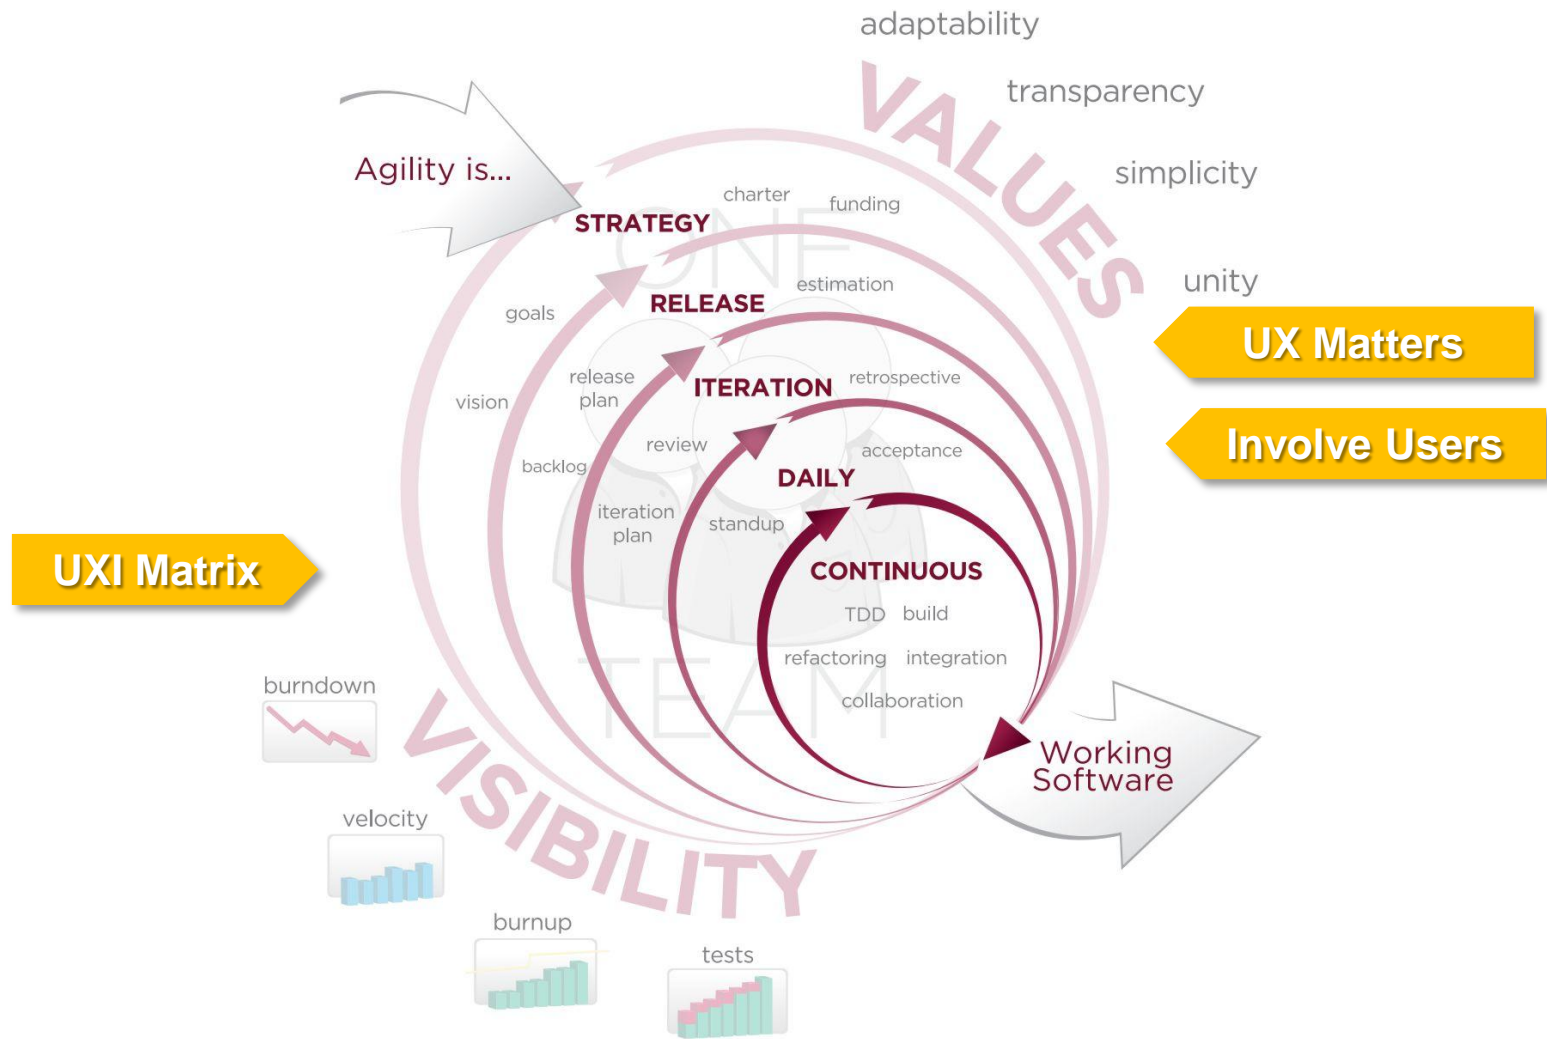 adaptability
transparency
simplicity
unity
VALUES
Agility is...
STRATEGY
charter
funding
goals
vision
RELEASE
estimation
release
plan
backlog
ITERATION
retrospective
review
iteration
plan
DAILY
acceptance
standup
CONTINUOUS
TDD build
refactoring integration
collaboration
ONE
TEAM
UX Matters
Involve Users
UXI Matrix
Working
Software
VISIBILITY
burndown
velocity
burnup
tests